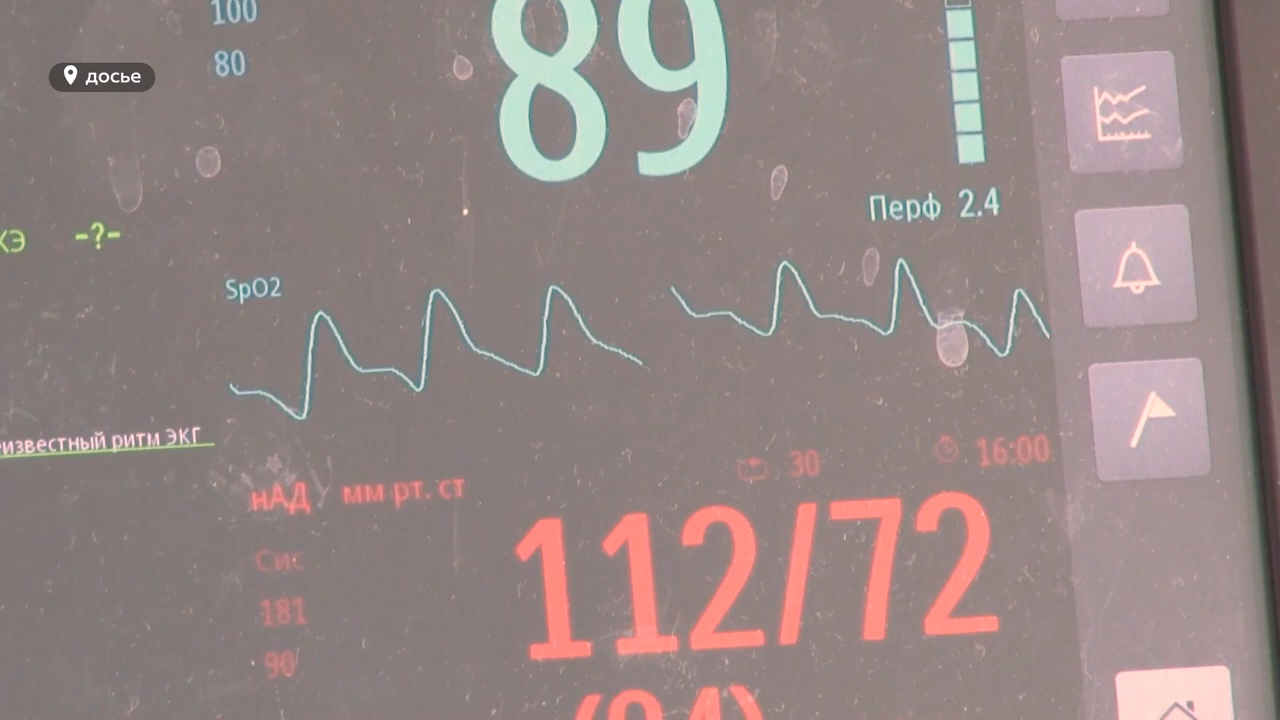 100
89
80
досье
Перф 2.4
КЭ -?-
SpO2
еизвестный ритм ЭКГ
30
16:00
нАД мм рт. ст
112/72
Сис
181
90